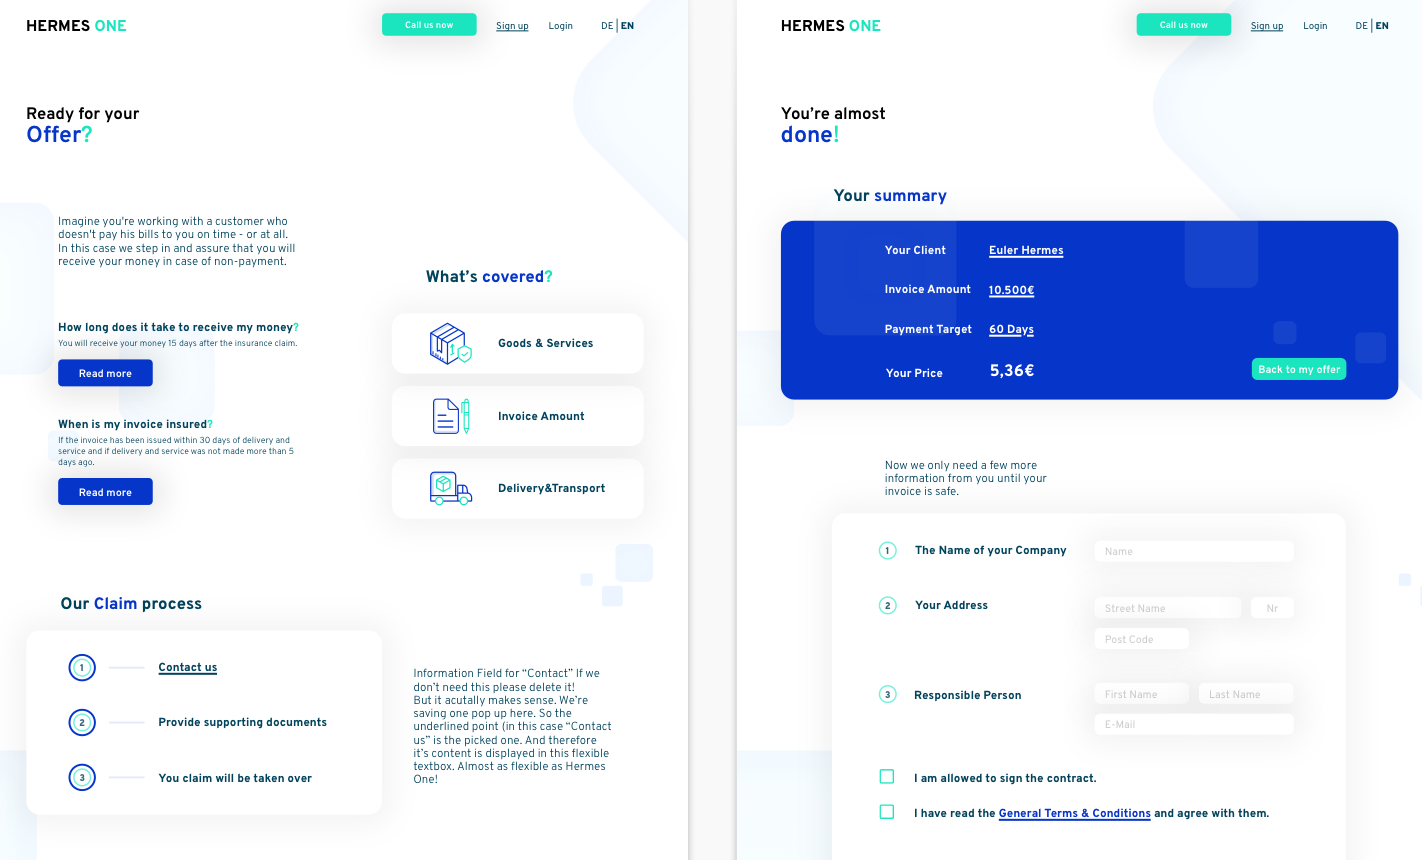 HERMES ONE
Call us now
Sign up
Login
DE | EN
Ready for your
Offer?
Imagine you're working with a customer who
doesn't pay his bills to you on time - or at all.
In this case we step in and assure that you will
receive your money in case of non-payment.
How long does it take to receive my money?
You will receive your money 15 days after the insurance claim.
Read more
When is my invoice insured?
If the invoice has been issued within 30 days of delivery and
service and if delivery and service was not made more than 5
days ago.
Read more
What's covered?
Goods & Services
Invoice Amount
Delivery&Transport
Our Claim process
1 Contact us
2 Provide supporting documents
3 You claim will be taken over
Information Field for “Contact” If we
don't need this please delete it!
But it acutally makes sense. We're
saving one pop up here. So the
underlined point (in this case “Contact
us” is the picked one. And therefore
it's content is displayed in this flexible
textbox. Almost as flexible as Hermes
One!
HERMES ONE
Call us now
Sign up
Login
DE | EN
You're almost
done!
Your summary
Your Client Euler Hermes
Invoice Amount 10.500€
Payment Target 60 Days
Your Price 5,36€
Back to my offer
Now we only need a few more
information from you until your
invoice is safe.
1 The Name of your Company Name
2 Your Address Street Name Nr
Post Code
3 Responsible Person First Name Last Name
E-Mail
I am allowed to sign the contract.
I have read the General Terms & Conditions and agree with them.